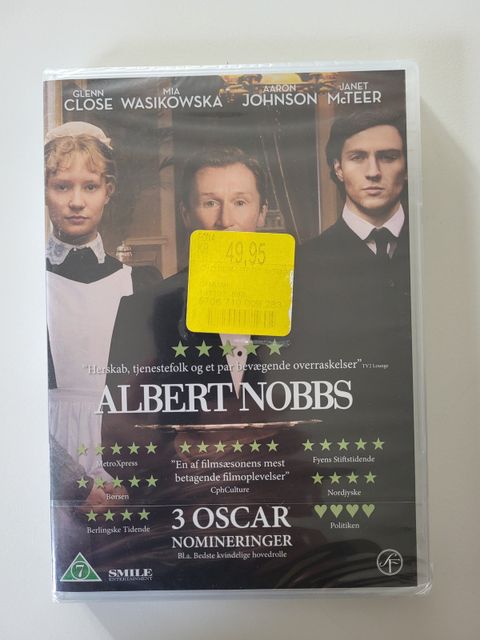 GLENN CLOSE
MIA WASIKOWSKA
AARON JOHNSON
JANET McTEER
49,95
"Herskab, tjenestefolk og et par bevægende overraskelser" TV2 Lounge
ALBERT NOBBS
MetroXpress
"En af filmsæsonens mest
betagende filmoplevelser"
CphCulture
Fyens Stiftstidende
Børsen
Nordjyske
Berlingske Tidende
3 OSCAR
NOMINERINGER
Bl.a. Bedste kvindelige hovedrolle
Politiken
7
SMILE
ENTERTAINMENT
SF